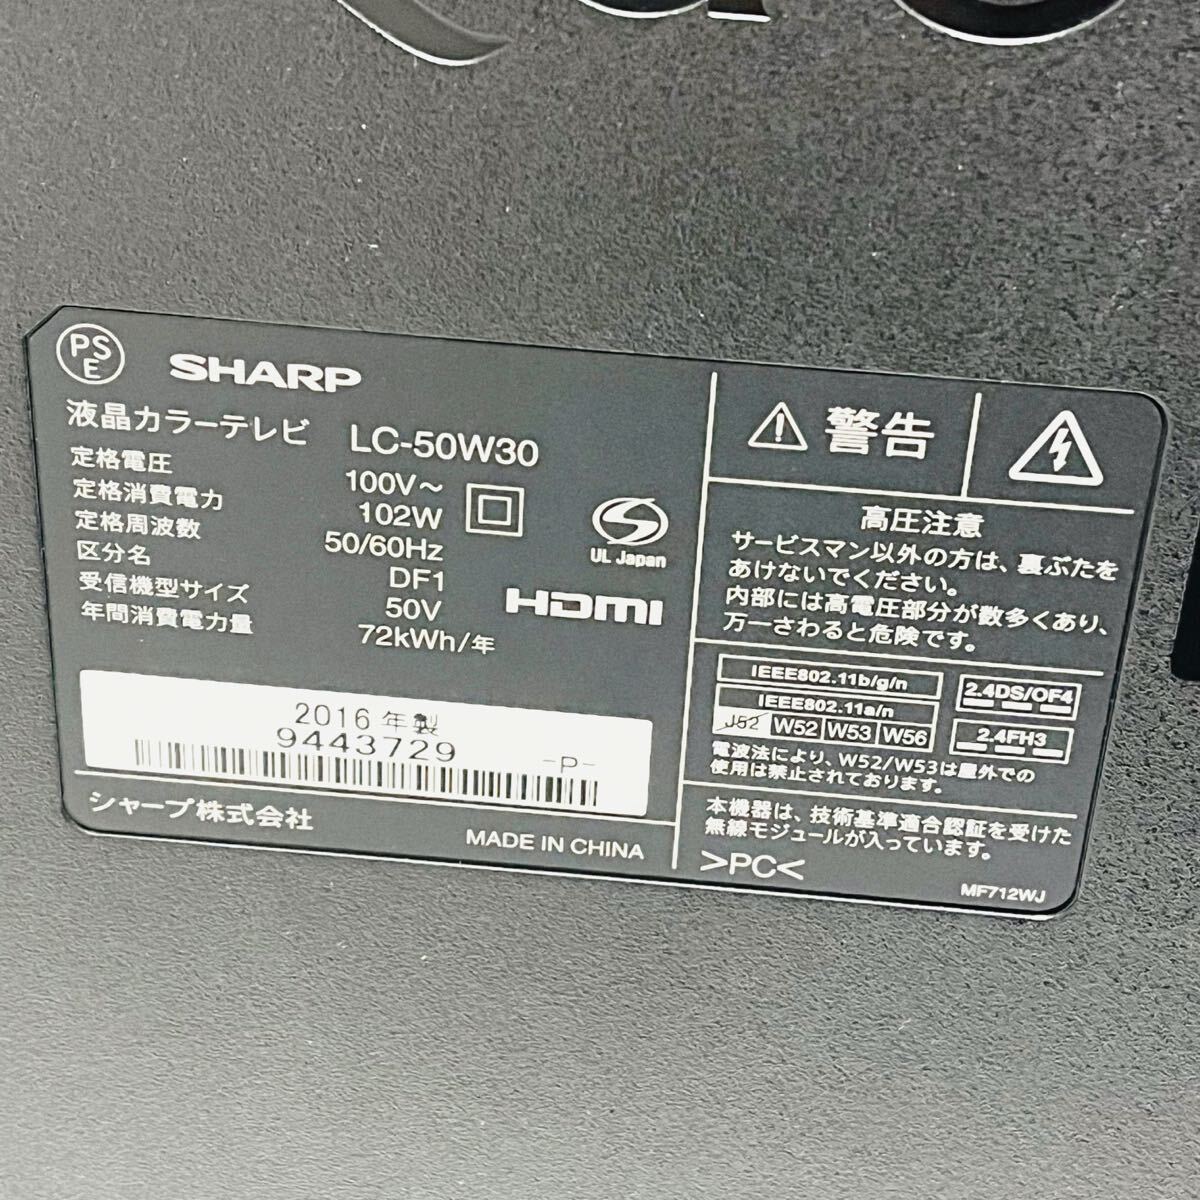 PS
E
SHARP
液晶カラーテレビ LC-50W30
定格電圧 100V～
定格消費電力 102W
定格周波数 50/60Hz
区分名 DF1
受信機型サイズ 50V
年間消費電力量 72kWh/年
UL Japan
HDMI
2016年製
9443729 -P-
シャープ株式会社
MADE IN CHINA
警告
高圧注意
サービスマン以外の方は、裏ぶたを
あけないでください。
内部には高電圧部分が数多くあり、
万一さわると危険です。
IEEE802.11b/g/n
IEEE802.11a/n
J52 W52 W53 W56
2.4DS/OF4
2.4FH3
電波法により、W52/W53は屋外での
使用は禁止されております。
本機器は、技術基準適合認証を受けた
無線モジュールが入っています。
>PC<
MF712WJ